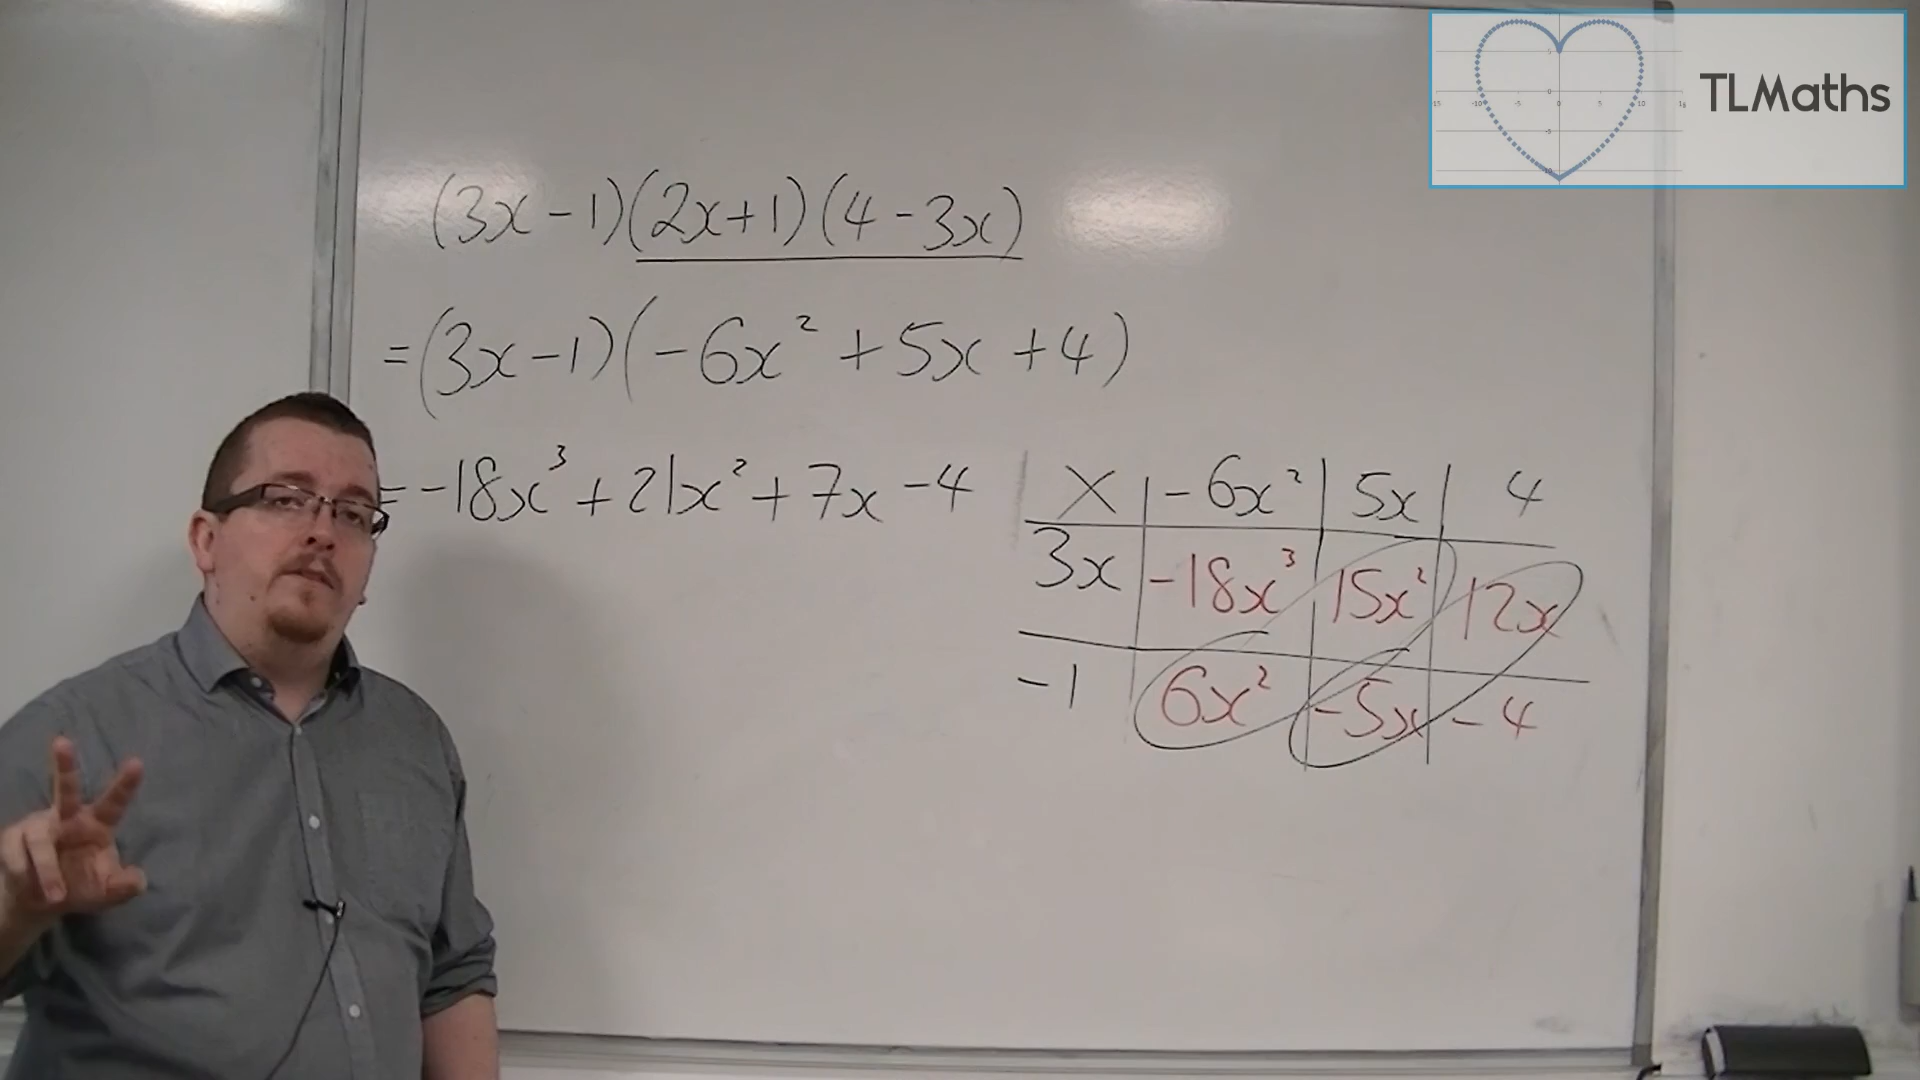 TLMaths
(3x-1)(2x+1)(4-3x)
=(3x-1)(-6x²+5x+4)
=-18x³+21x²+7x-4
× -6x² 5x 4
3x -18x³ 15x² 12x
-1 6x² -5x -4